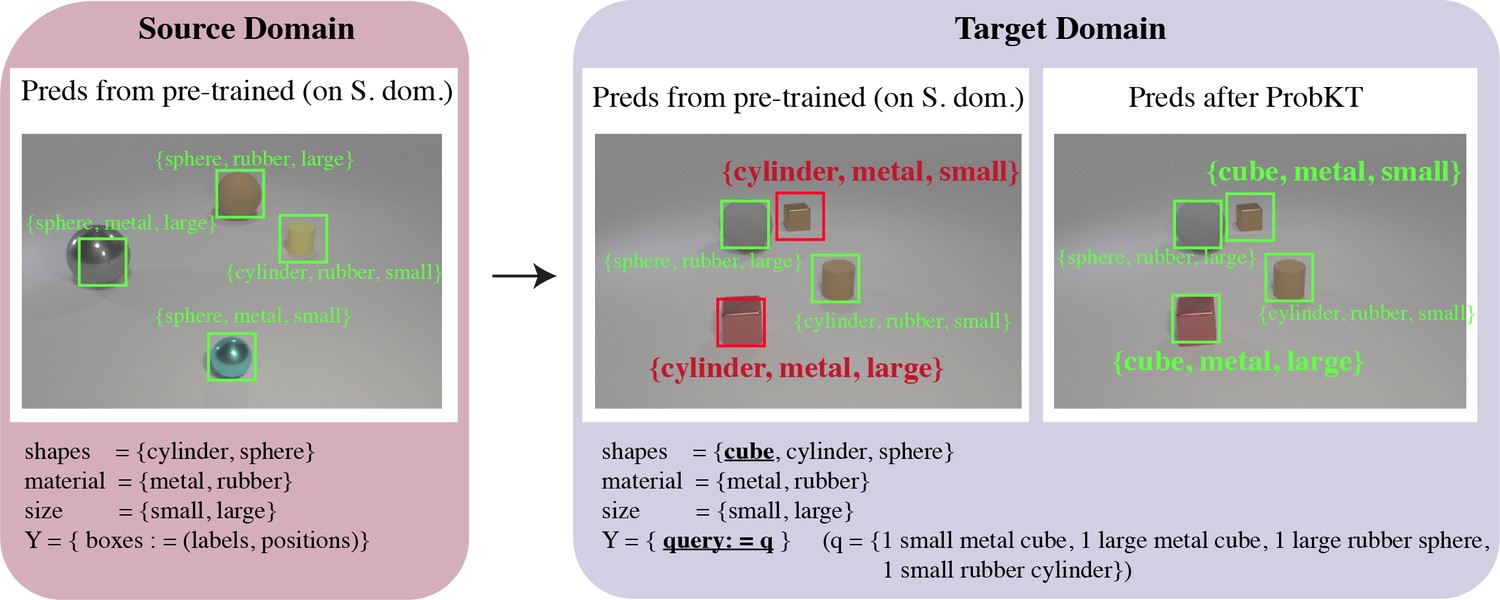 Source Domain
Preds from pre-trained (on S. dom.)
{sphere, rubber, large}
{sphere, metal, large}
{cylinder, rubber, small}
{sphere, metal, small}
shapes = {cylinder, sphere}
material = {metal, rubber}
size = {small, large}
Y = { boxes : = (labels, positions)}
Target Domain
Preds from pre-trained (on S. dom.)
{cylinder, metal, small}
{sphere, rubber, large}
{cylinder, rubber, small}
{cylinder, metal, large}
Preds after ProbKT
{cube, metal, small}
{sphere, rubber, large}
{cylinder, rubber, small}
{cube, metal, large}
shapes = {cube, cylinder, sphere}
material = {metal, rubber}
size = {small, large}
Y = { query: = q } (q = {1 small metal cube, 1 large metal cube, 1 large rubber sphere,
1 small rubber cylinder})